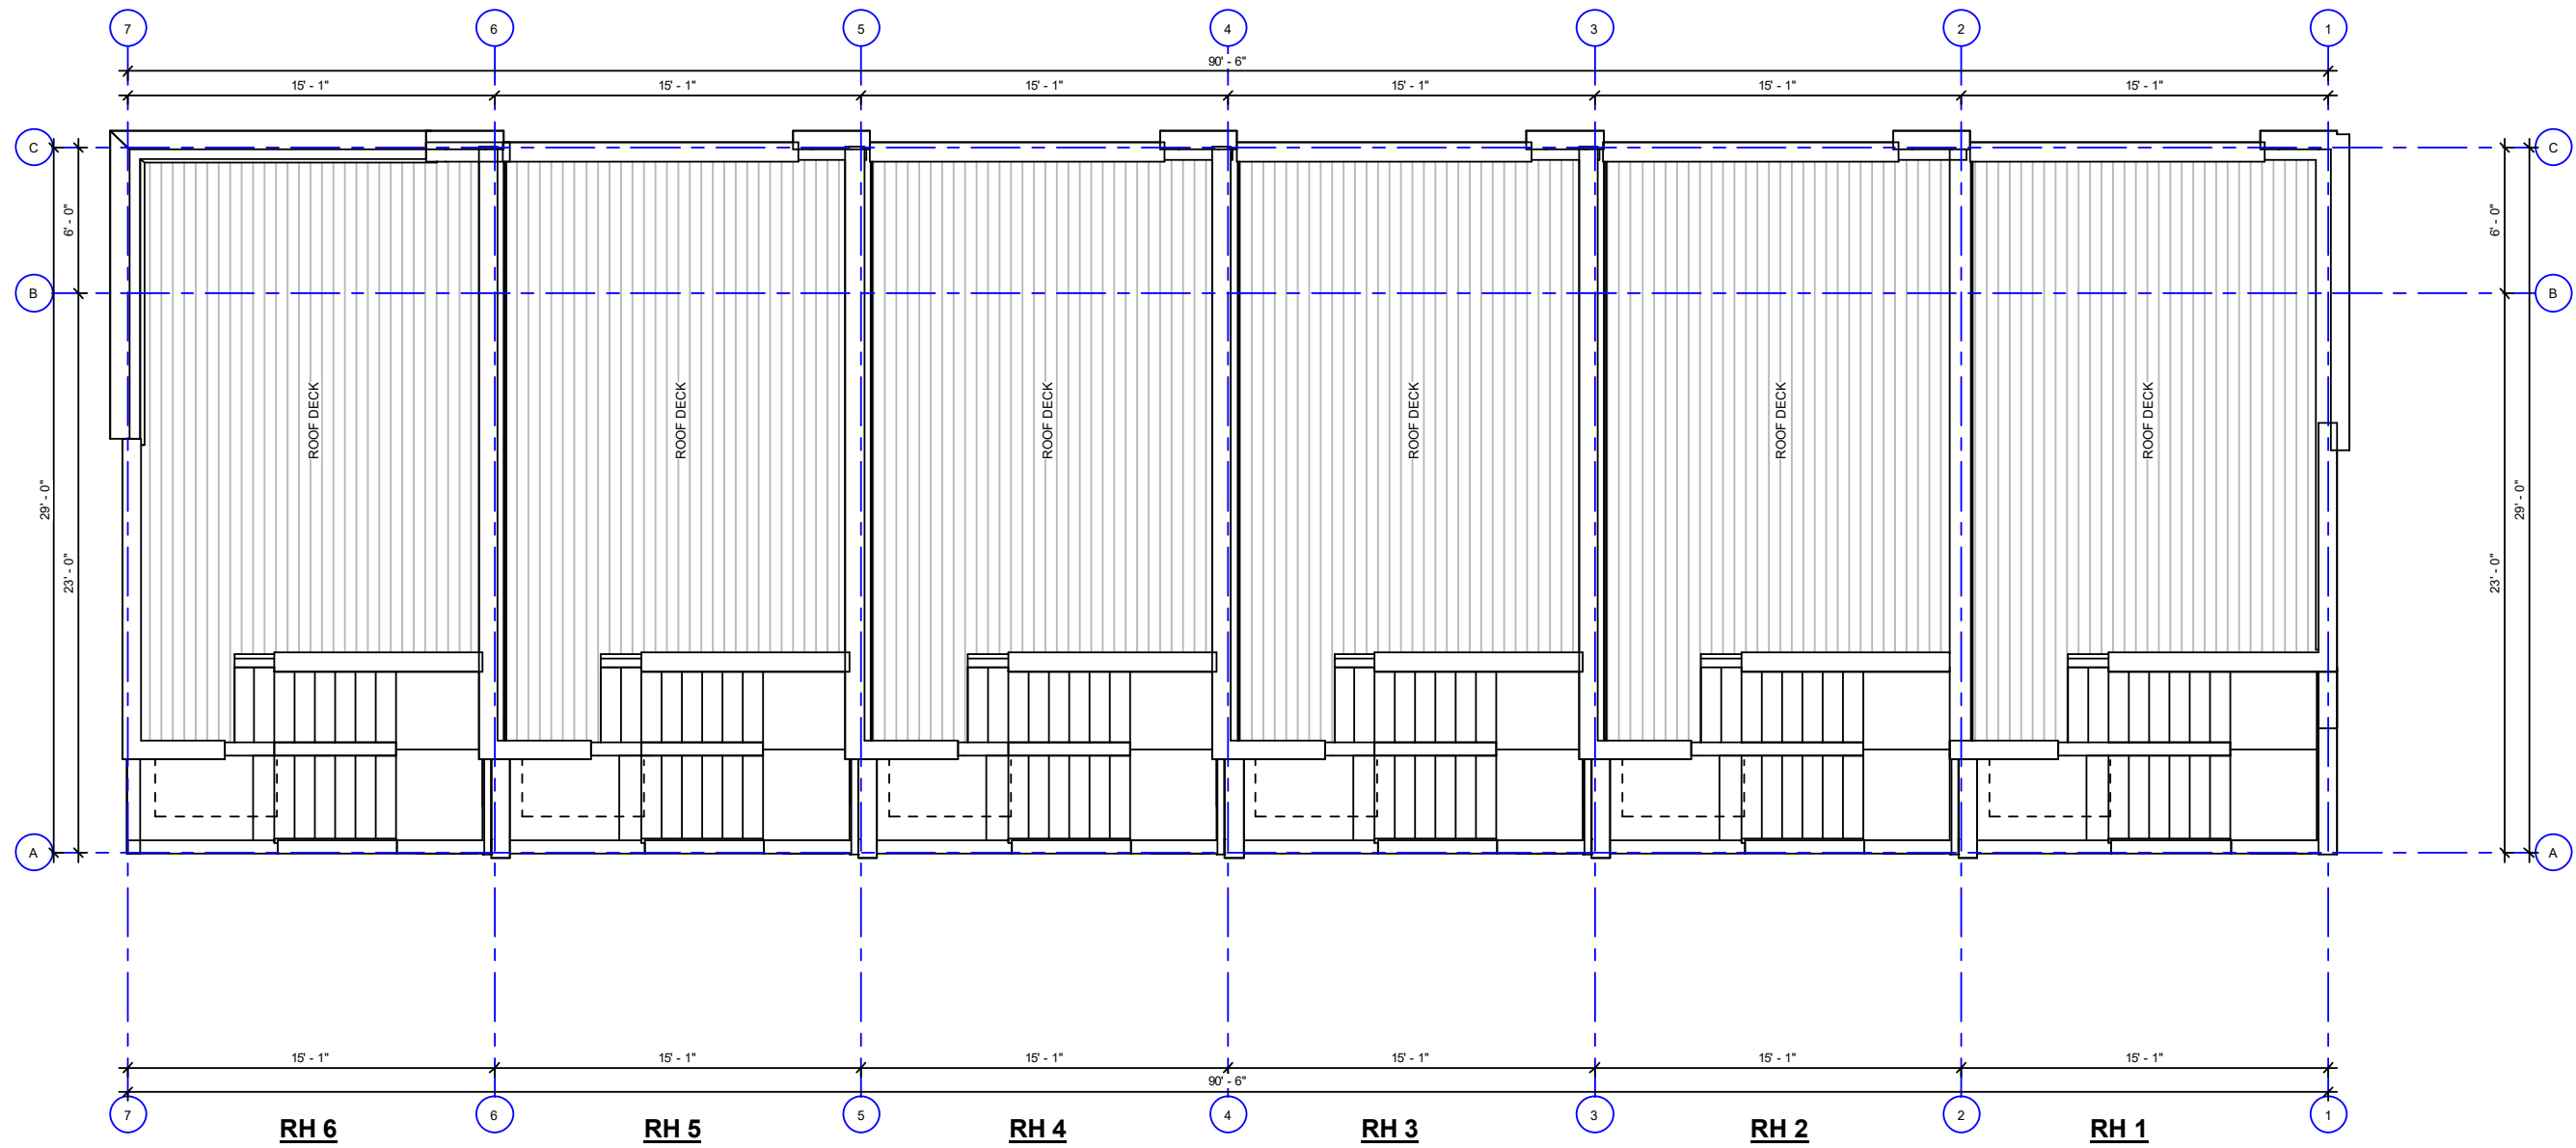 7 6 5 4 3 2 1
90' - 6"
15' - 1" 15' - 1" 15' - 1" 15' - 1" 15' - 1" 15' - 1"
C C
6' - 0" 6' - 0"
B B
ROOF DECK ROOF DECK ROOF DECK ROOF DECK ROOF DECK ROOF DECK
29' - 0" 29' - 0"
23' - 0" 23' - 0"
A A
15' - 1" 15' - 1" 15' - 1" 15' - 1" 15' - 1" 15' - 1"
90' - 6"
7 6 5 4 3 2 1
RH 6 RH 5 RH 4 RH 3 RH 2 RH 1